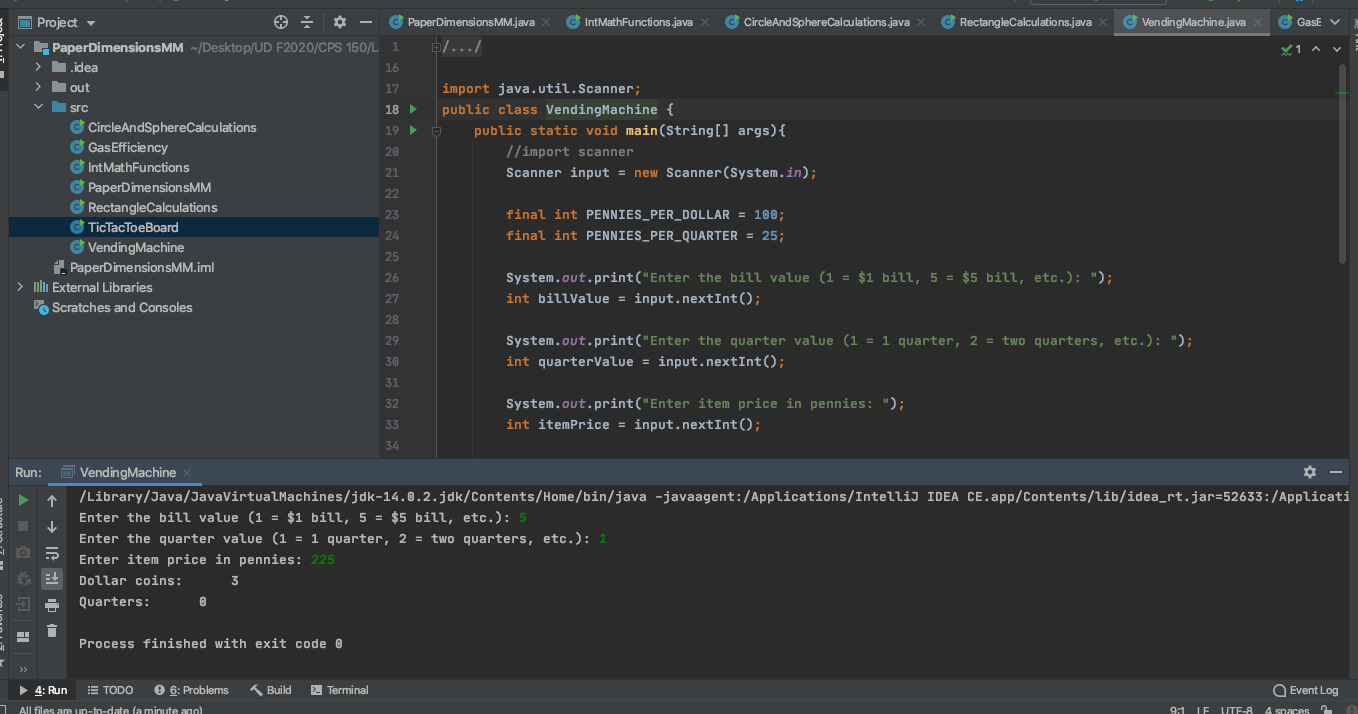 Project
PaperDimensionsMM.java
IntMathFunctions.java
CircleAndSphereCalculations.java
RectangleCalculations.java
VendingMachine.java
GasE
PaperDimensionsMM ~/Desktop/UD F2020/CPS 150/L
.idea
out
src
CircleAndSphereCalculations
GasEfficiency
IntMathFunctions
PaperDimensionsMM
RectangleCalculations
TicTacToeBoard
VendingMachine
PaperDimensionsMM.iml
External Libraries
Scratches and Consoles
1 /.../
1
16
17 import java.util.Scanner;
18 public class VendingMachine {
19 public static void main(String[] args){
20 //import scanner
21 Scanner input = new Scanner(System.in);
22
23 final int PENNIES_PER_DOLLAR = 100;
24 final int PENNIES_PER_QUARTER = 25;
25
26 System.out.print("Enter the bill value (1 = $1 bill, 5 = $5 bill, etc.): ");
27 int billValue = input.nextInt();
28
29 System.out.print("Enter the quarter value (1 = 1 quarter, 2 = two quarters, etc.): ");
30 int quarterValue = input.nextInt();
31
32 System.out.print("Enter item price in pennies: ");
33 int itemPrice = input.nextInt();
34
Run: VendingMachine
/Library/Java/JavaVirtualMachines/jdk-14.0.2.jdk/Contents/Home/bin/java -javaagent:/Applications/IntelliJ IDEA CE.app/Contents/lib/idea_rt.jar=52633:/Applicati
Enter the bill value (1 = $1 bill, 5 = $5 bill, etc.): 5
Enter the quarter value (1 = 1 quarter, 2 = two quarters, etc.): 1
Enter item price in pennies: 225
Dollar coins: 3
Quarters: 0
Process finished with exit code 0
4: Run
TODO
6: Problems
Build
Terminal
Event Log
All files are up-to-date (a minute ago)
9:1 LF UTF-8 4 spaces